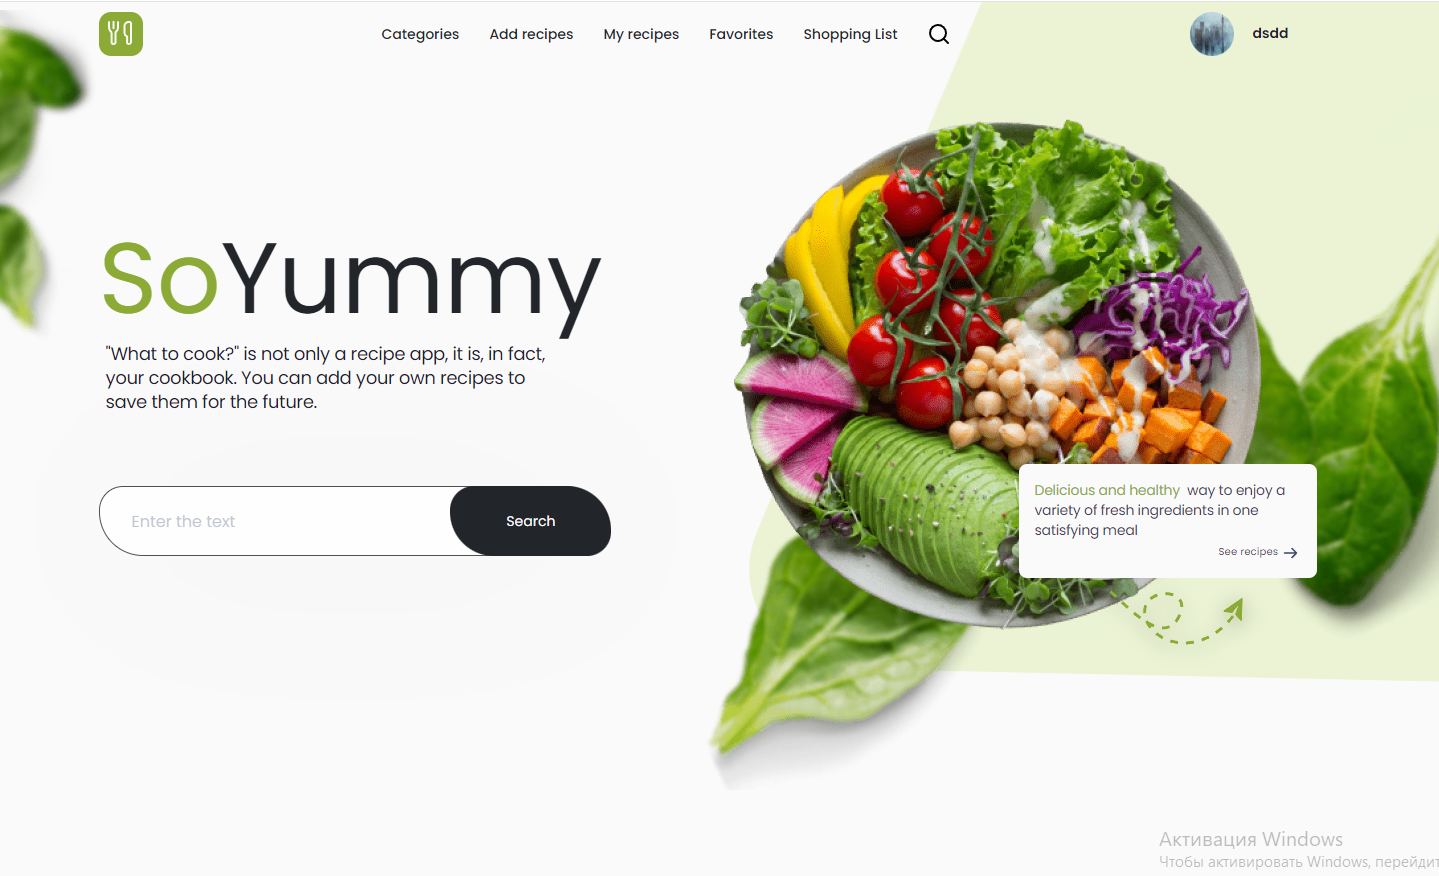 Categories Add recipes My recipes Favorites Shopping List dsdd
SoYummy
"What to cook?" is not only a recipe app, it is, in fact,
your cookbook. You can add your own recipes to
save them for the future.
Enter the text Search
Delicious and healthy way to enjoy a
variety of fresh ingredients in one
satisfying meal
See recipes
Активация Windows
Чтобы активировать Windows, перейдит